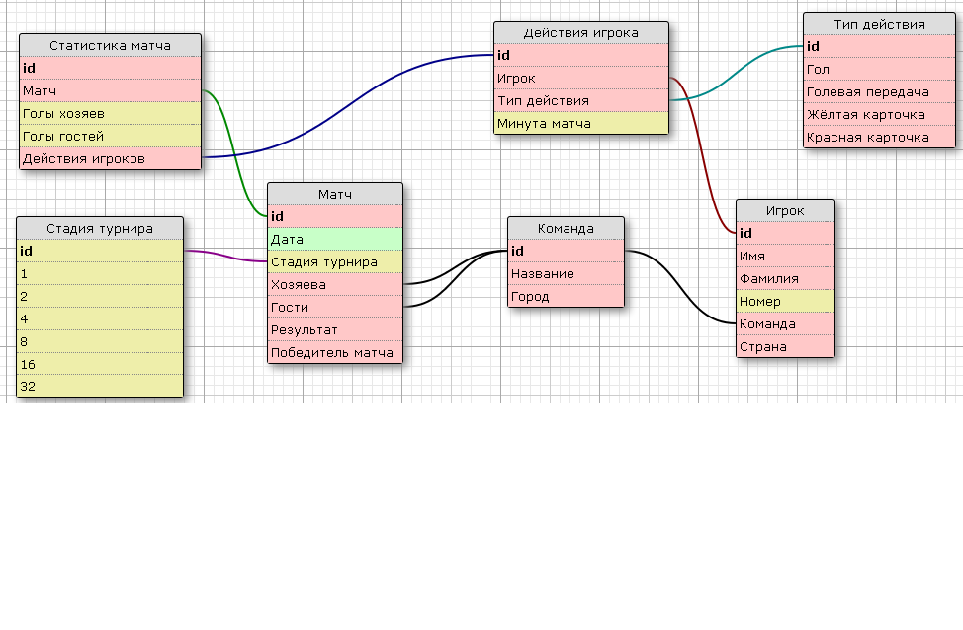 Статистика матча
id
Матч
Голы хозяев
Голы гостей
Действия игроков
Действия игрока
id
Игрок
Тип действия
Минута матча
Тип действия
id
Гол
Голевая передача
Жёлтая карточка
Красная карточка
Стадия турнира
id
1
2
4
8
16
32
Матч
id
Дата
Стадия турнира
Хозяева
Гости
Результат
Победитель матча
Команда
id
Название
Город
Игрок
id
Имя
Фамилия
Номер
Команда
Страна